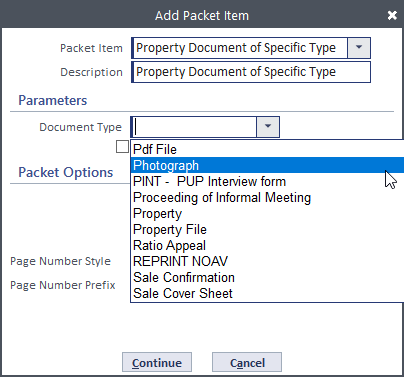 Add Packet Item
Packet Item Property Document of Specific Type
Description Property Document of Specific Type
Parameters
Document Type
Pdf File
Photograph
PINT - PUP Interview form
Proceeding of Informal Meeting
Packet Options
Property
Property File
Ratio Appeal
Page Number Style REPRINT NOAV
Sale Confirmation
Page Number Prefix Sale Cover Sheet
Continue Cancel